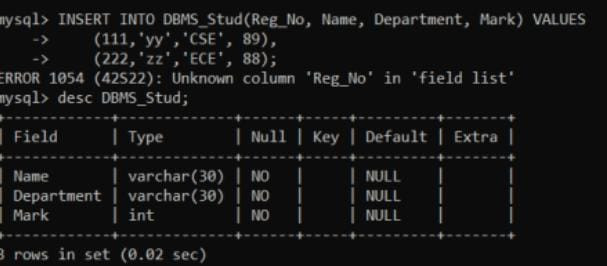 mysql> INSERT INTO DBMS_Stud(Reg_No, Name, Department, Mark) VALUES
    -> (111,'yy','CSE', 89),
    -> (222,'zz','ECE', 88);
ERROR 1054 (42S22): Unknown column 'Reg_No' in 'field list'
mysql> desc DBMS_Stud;
+------------+-------------+------+-----+---------+-------+
| Field      | Type        | Null | Key | Default | Extra |
+------------+-------------+------+-----+---------+-------+
| Name       | varchar(30) | NO   |     | NULL    |       |
| Department | varchar(30) | NO   |     | NULL    |       |
| Mark       | int         | NO   |     | NULL    |       |
+------------+-------------+------+-----+---------+-------+
3 rows in set (0.02 sec)